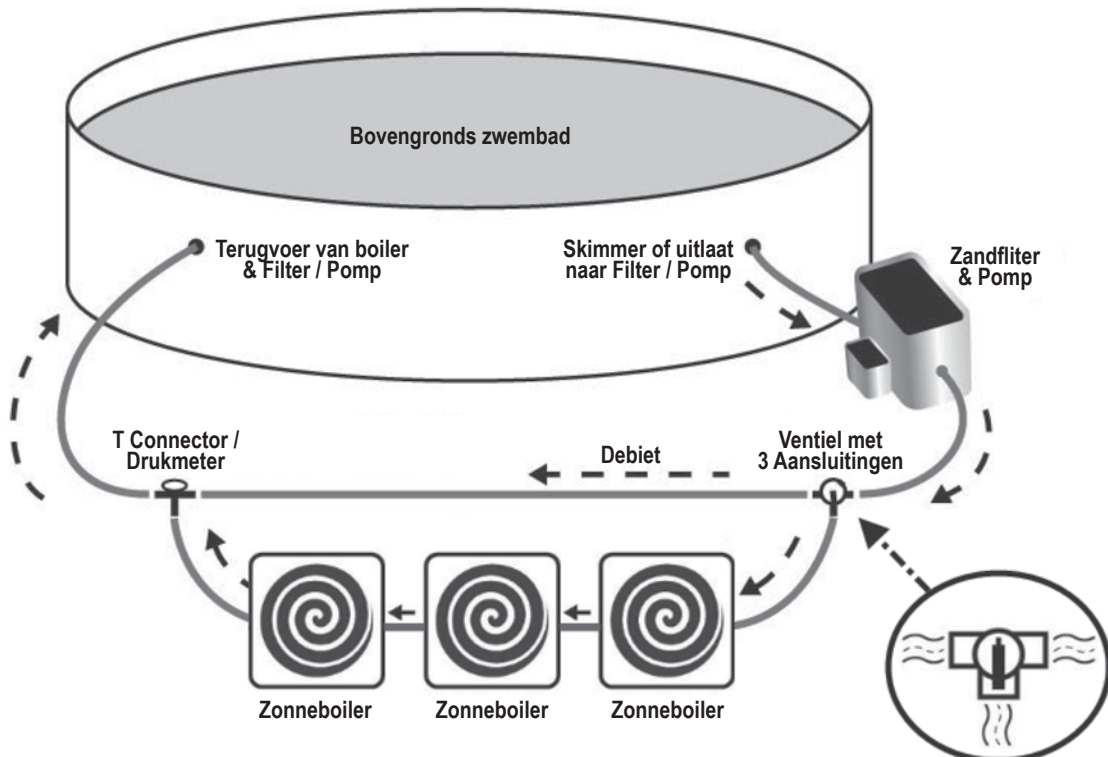 Bovengronds zwembad
Terugvoer van boiler
& Filter / Pomp
Skimmer of uitlaat
naar Filter / Pomp
Zandfliter
& Pomp
T Connector /
Drukmeter
Debiet
Ventiel met
3 Aansluitingen
Zonneboiler
Zonneboiler
Zonneboiler